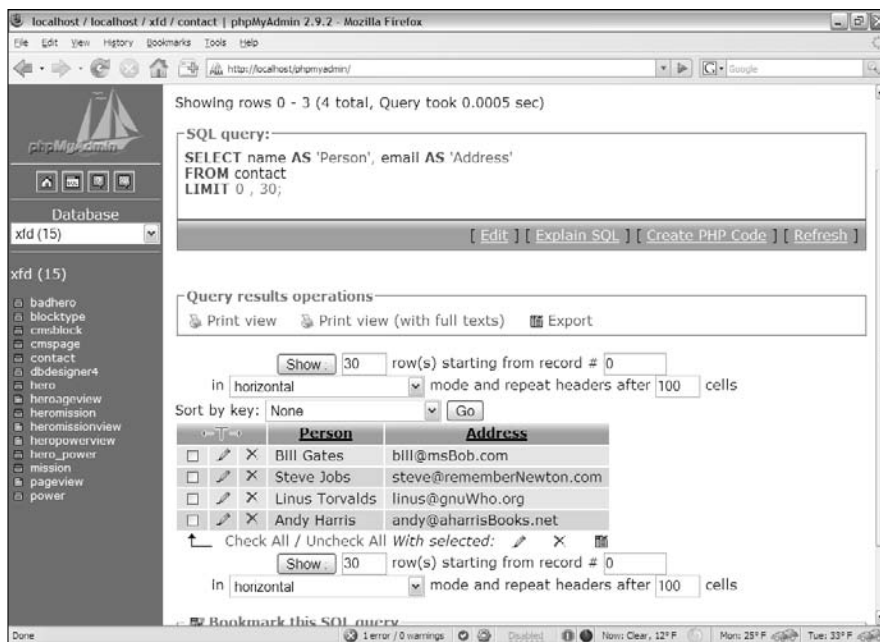 localhost / localhost / xfd / contact | phpMyAdmin 2.9.2 - Mozilla Firefox
File Edit View History Bookmarks Tools Help
http://localhost/phpmyadmin/ Google
phpMyAdmin
Database
xfd (15)
xfd (15)
badhero
blocktype
cmsblock
cmspage
contact
dbdesigner4
hero
heroageview
heromission
heromissionview
heropowerview
hero_power
mission
pageview
power
Showing rows 0 - 3 (4 total, Query took 0.0005 sec)
SQL query:
SELECT name AS 'Person', email AS 'Address'
FROM contact
LIMIT 0 , 30;
[ Edit ] [ Explain SQL ] [ Create PHP Code ] [ Refresh ]
Query results operations
Print view Print view (with full texts) Export
Show : 30 row(s) starting from record # 0
in horizontal mode and repeat headers after 100 cells
Sort by key: None Go
←T→ Person Address
Bill Gates bill@msBob.com
Steve Jobs steve@rememberNewton.com
Linus Torvalds linus@gnuWho.org
Andy Harris andy@aharrisBooks.net
Check All / Uncheck All With selected:
Show : 30 row(s) starting from record # 0
in horizontal mode and repeat headers after 100 cells
Bookmark this SQL query
Done 1 error / 0 warnings Disabled Now: Clear, 12° F Mon: 25° F Tue: 33° F